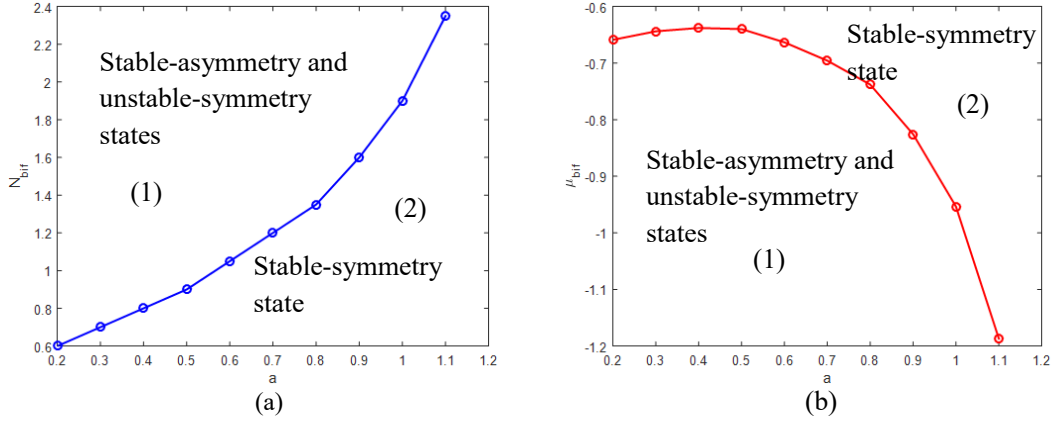 2.4
2.2
2
1.8
1.6
1.4
1.2
1
0.8
0.6
N_bif
Stable-asymmetry and
unstable-symmetry
states
(1)
(2)
Stable-symmetry
state
0.2 0.3 0.4 0.5 0.6 0.7 0.8 0.9 1 1.1 1.2
a
(a)
-0.6
-0.7
-0.8
-0.9
-1
-1.1
-1.2
μ_bif
Stable-symmetry
state
(2)
Stable-asymmetry and
unstable-symmetry
states
(1)
0.2 0.3 0.4 0.5 0.6 0.7 0.8 0.9 1 1.1 1.2
a
(b)